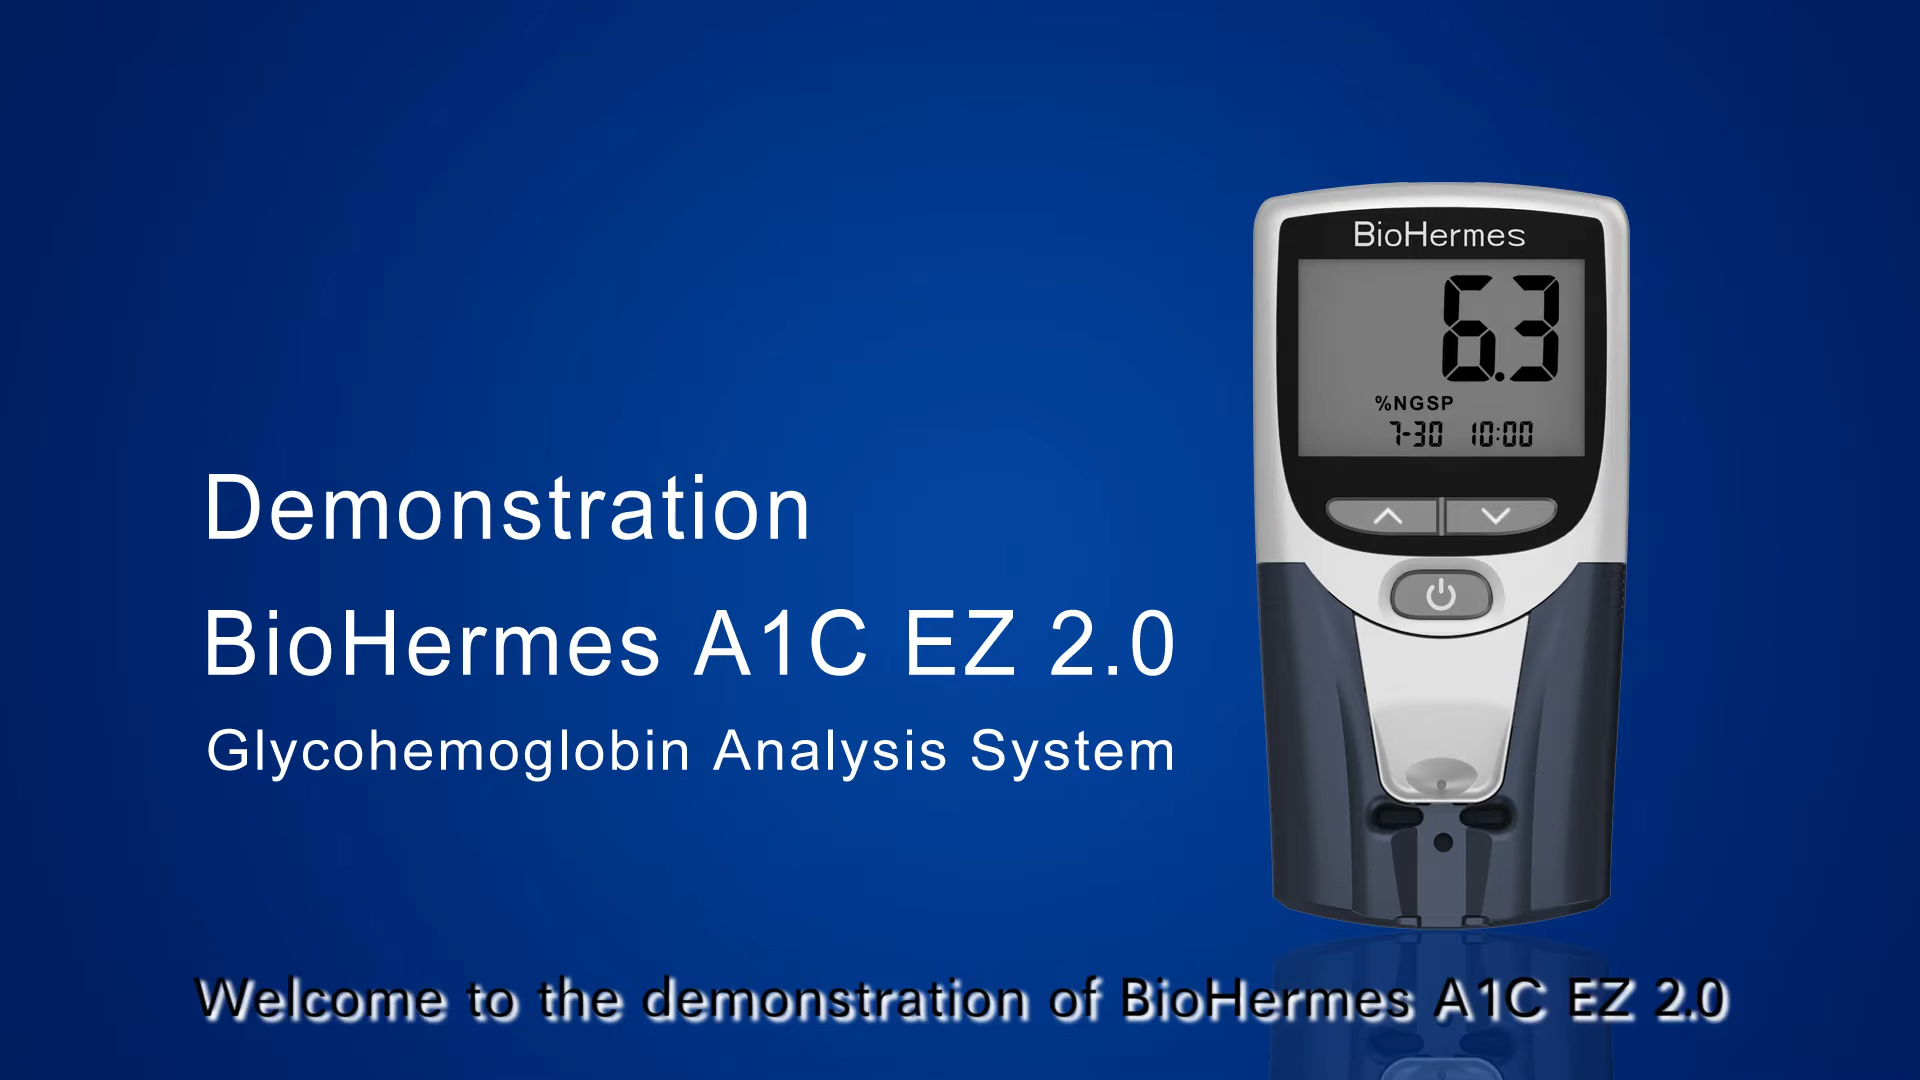 Demonstration
BioHermes A1C EZ 2.0
Glycohemoglobin Analysis System
BioHermes
6.3
%NGSP
7-30 10:00
Welcome to the demonstration of BioHermes A1C EZ 2.0